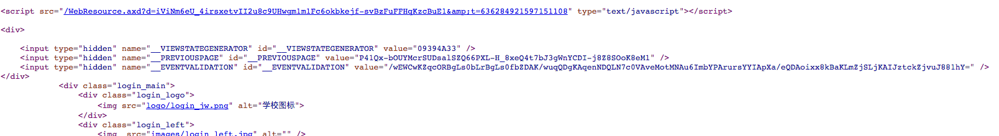 <script src="/WebResource.axd?d=iViNm6eU_4irsxetvII2u8c9UHwgm1m1Fc6okbkejf-svBzFuFFHgKzcBuE1&amp;t=636284921597151108" type="text/javascript"></script>
<div>
<input type="hidden" name="__VIEWSTATEGENERATOR" id="__VIEWSTATEGENERATOR" value="09394A33" />
<input type="hidden" name="__PREVIOUSPAGE" id="__PREVIOUSPAGE" value="P41Qx-bOUYMcrSUDsalSZQ66PXL-H_8xeQ4t7bJ3gWnYCDI-j8Z8SOoK8eM1" />
<input type="hidden" name="__EVENTVALIDATION" id="__EVENTVALIDATION" value="/wEWCwKZqcORBgLs0bLrBgLs0fbZDAK/wuqQDgKAqenNDQLN7c0VAveMotMNAu6ImbYPArursYYIApXa/eQDAoixx8kBaKLmZjSLjKAIJztckZjvuJ881hY=" />
</div>
<div class="login_main">
<div class="login_logo">
<img src="logo/login_jw.png" alt="学校图标">
</div>
<div class="login_left">
<img src="images/login_left.jpg" alt="" />